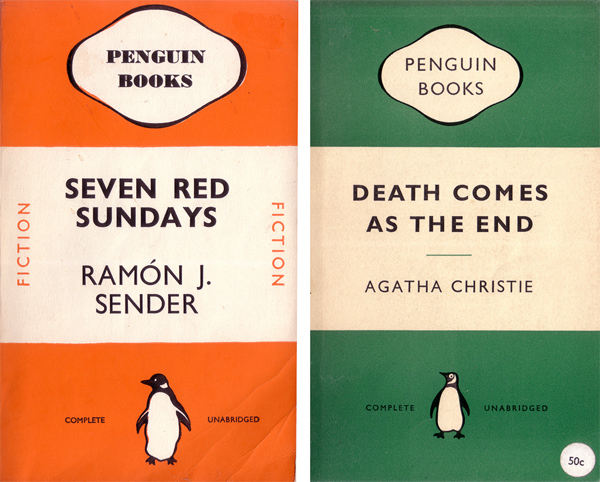 PENGUIN
BOOKS
SEVEN RED
SUNDAYS
FICTION
FICTION
RAMÓN J.
SENDER
COMPLETE
UNABRIDGED
PENGUIN
BOOKS
DEATH COMES
AS THE END
AGATHA CHRISTIE
COMPLETE
UNABRIDGED
50c